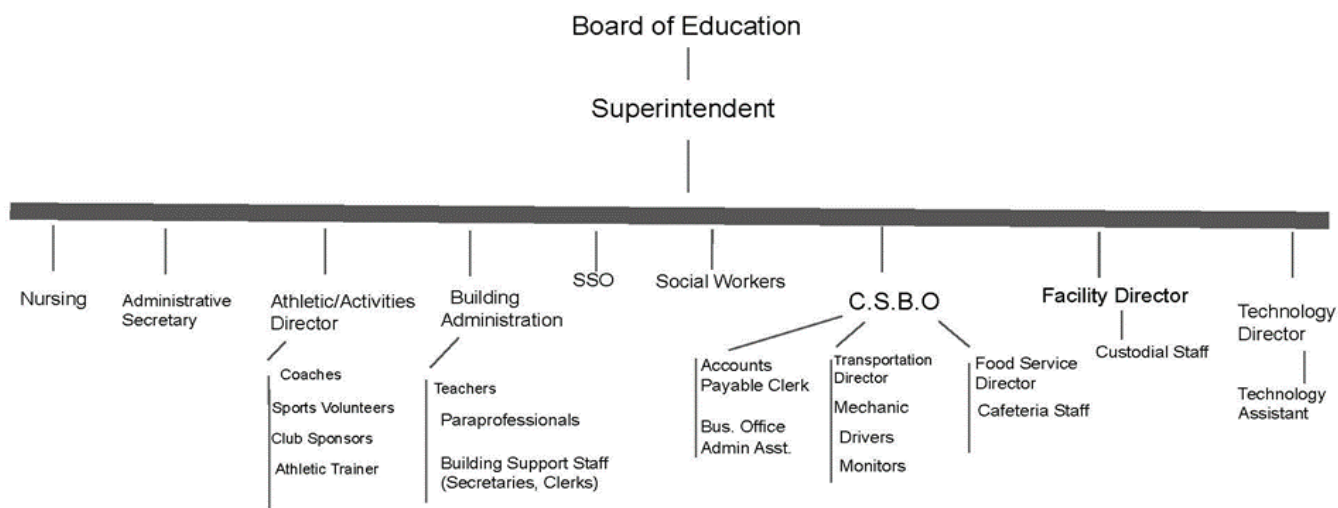 Board of Education
Superintendent
Nursing
Administrative
Secretary
Athletic/Activities
Director
Coaches
Sports Volunteers
Club Sponsors
Athletic Trainer
Building
Administration
Teachers
Paraprofessionals
Building Support Staff
(Secretaries, Clerks)
SSO
Social Workers
C.S.B.O
Accounts
Payable Clerk
Bus. Office
Admin Asst.
Transportation
Director
Mechanic
Drivers
Monitors
Food Service
Director
Cafeteria Staff
Facility Director
Custodial Staff
Technology
Director
Technology
Assistant